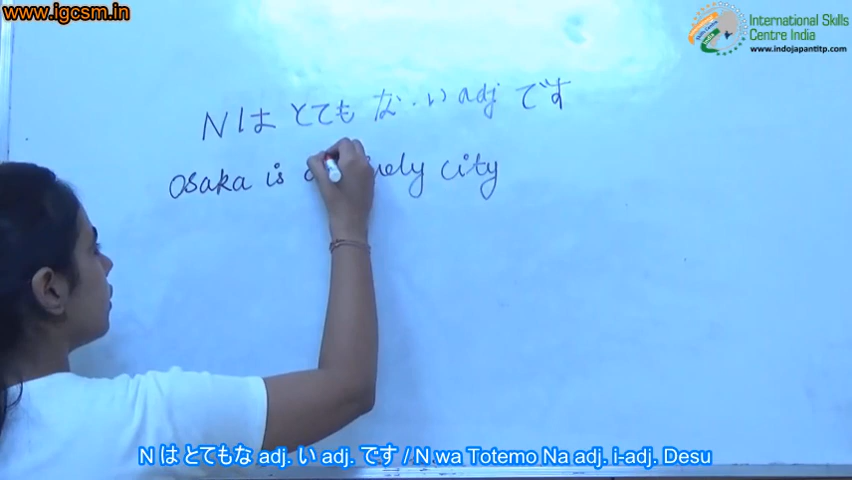 www.igcsm.in
International Skills
Centre India
www.indojapantitp.com
N は とても な . い adj です
Osaka is city
N は とてもな adj. い adj. です / N wa Totemo Na adj. i-adj. Desu